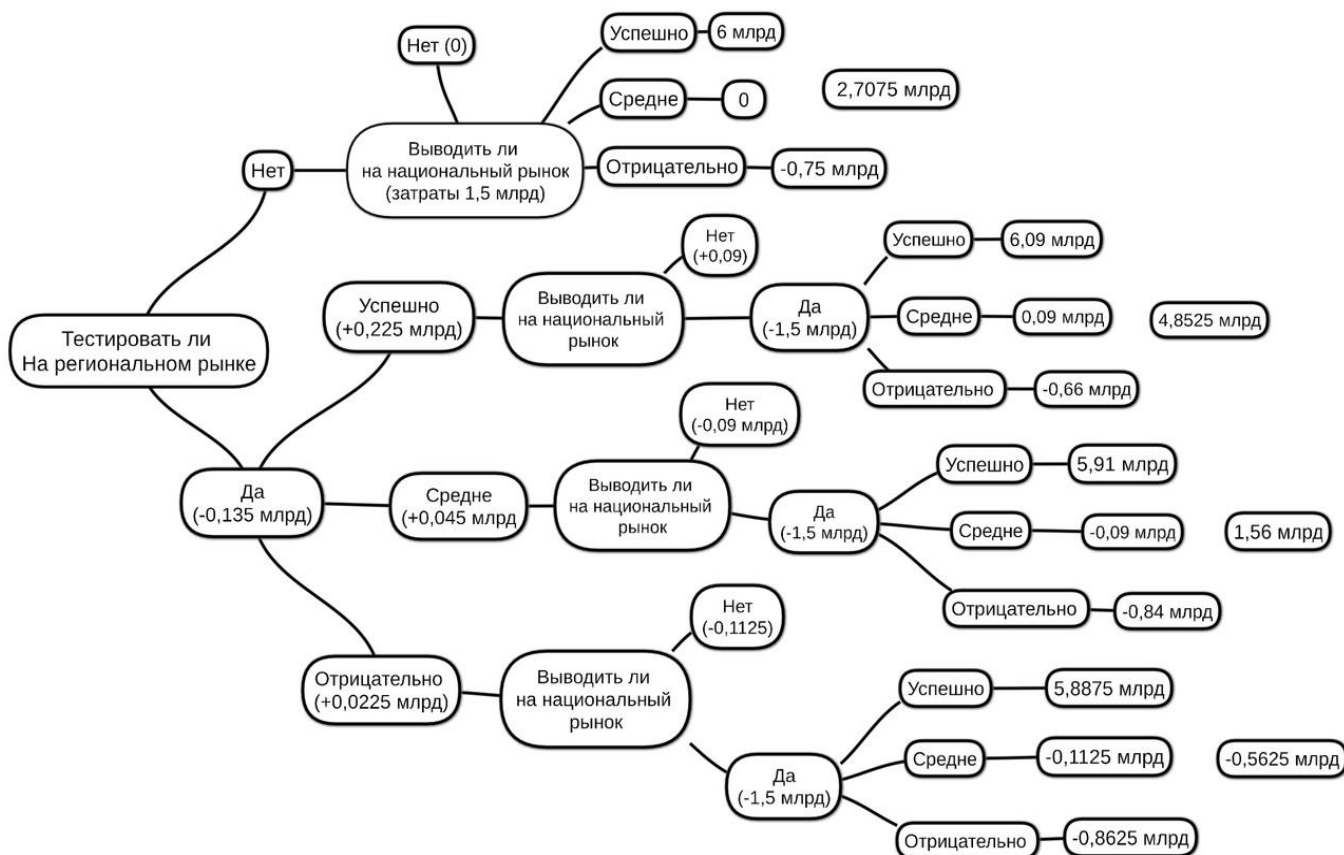 Нет (0)
Успешно
6 млрд
Средне
0
2,7075 млрд
Нет
Выводить ли
на национальный рынок
(затраты 1,5 млрд)
Отрицательно
-0,75 млрд
Тестировать ли
На региональном рынке
Успешно
(+0,225 млрд)
Выводить ли
на национальный
рынок
Нет
(+0,09)
Да
(-1,5 млрд)
Успешно
6,09 млрд
Средне
0,09 млрд
4,8525 млрд
Отрицательно
-0,66 млрд
Да
(-0,135 млрд)
Средне
(+0,045 млрд
Выводить ли
на национальный
рынок
Нет
(-0,09 млрд)
Да
(-1,5 млрд)
Успешно
5,91 млрд
Средне
-0,09 млрд
1,56 млрд
Отрицательно
-0,84 млрд
Отрицательно
(+0,0225 млрд)
Выводить ли
на национальный
рынок
Нет
(-0,1125)
Да
(-1,5 млрд)
Успешно
5,8875 млрд
Средне
-0,1125 млрд
-0,5625 млрд
Отрицательно
-0,8625 млрд